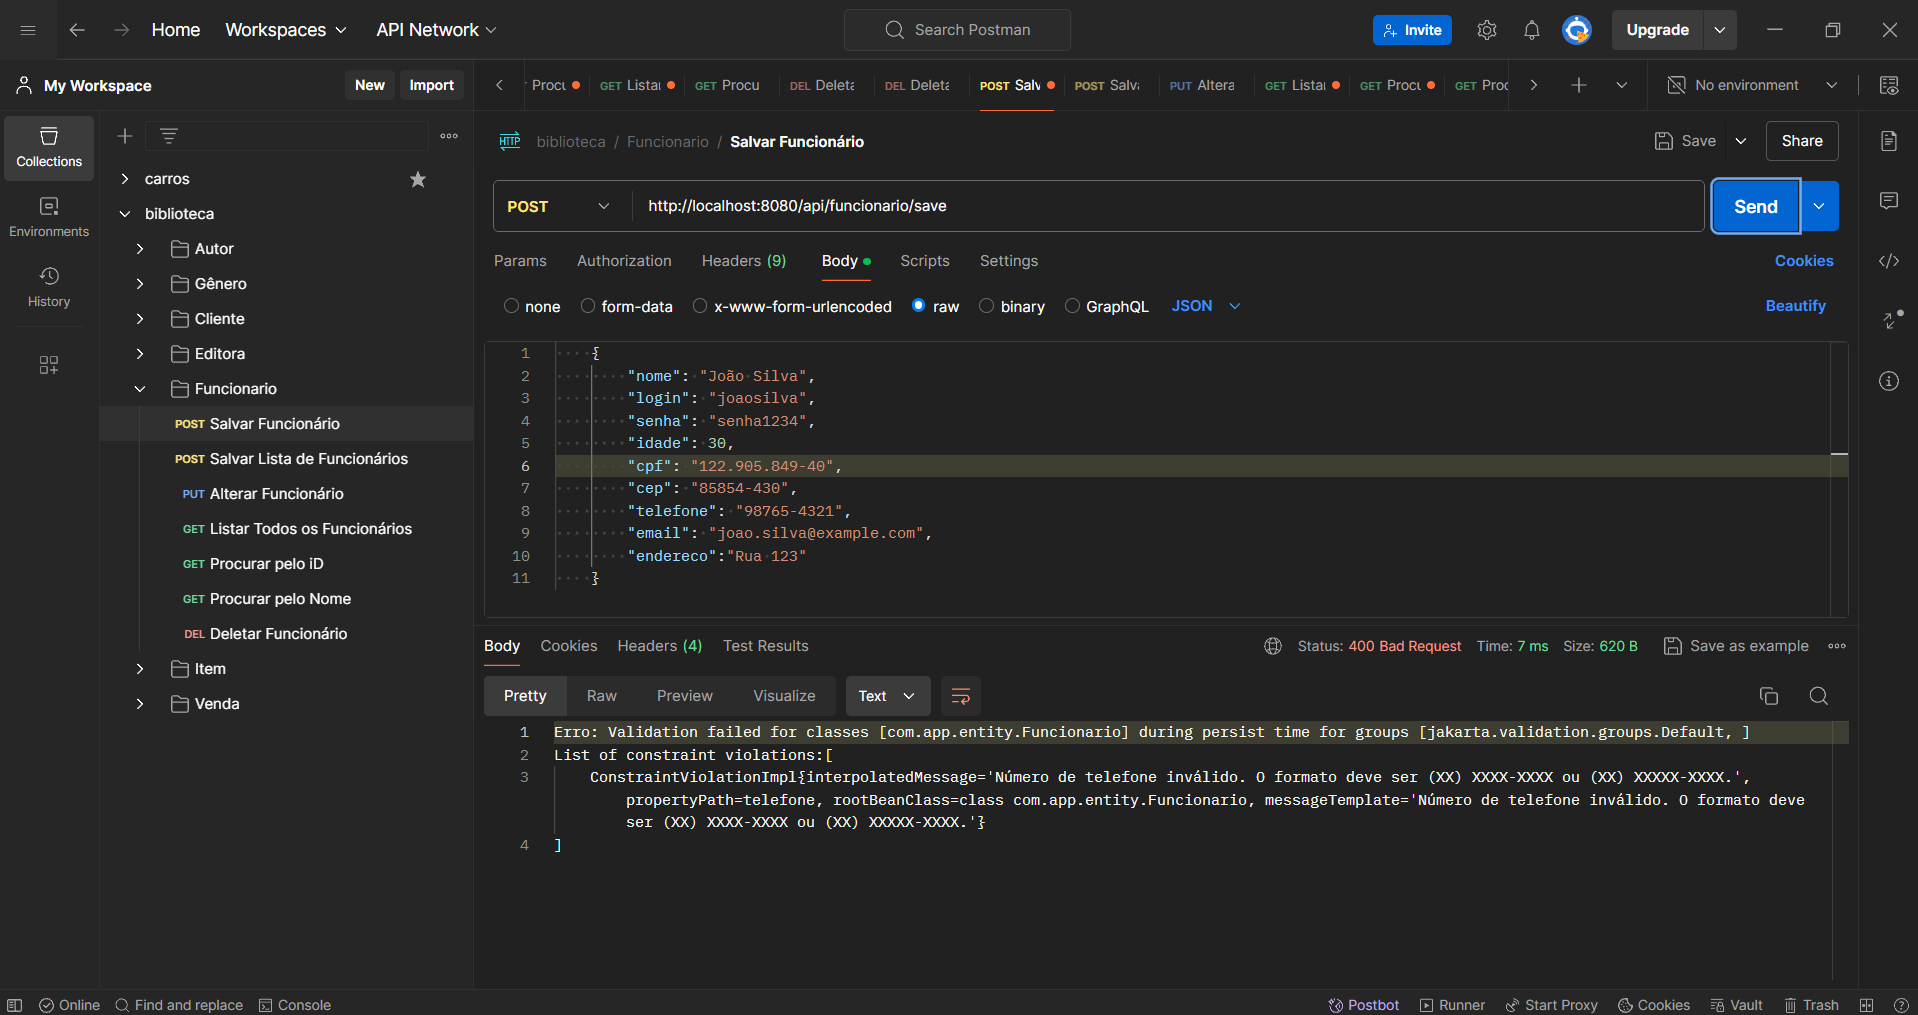 Home
Workspaces
API Network
Search Postman
Invite
Upgrade
My Workspace
New
Import
Procu
GET Listar
GET Procu
DEL Deleta
DEL Deleta
POST Salv
POST Salva
PUT Altera
GET Listar
GET Procu
GET Proc
No environment
Collections
Environments
History
carros
biblioteca
Autor
Gênero
Cliente
Editora
Funcionario
POST Salvar Funcionário
POST Salvar Lista de Funcionários
PUT Alterar Funcionário
GET Listar Todos os Funcionários
GET Procurar pelo iD
GET Procurar pelo Nome
DEL Deletar Funcionário
Item
Venda
HTTP biblioteca / Funcionario / Salvar Funcionário
Save
Share
POST
http://localhost:8080/api/funcionario/save
Send
Params
Authorization
Headers (9)
Body
Scripts
Settings
Cookies
none
form-data
x-www-form-urlencoded
raw
binary
GraphQL
JSON
Beautify
1 {
2 "nome": "João Silva",
3 "login": "joaosilva",
4 "senha": "senha1234",
5 "idade": 30,
6 "cpf": "122.905.849-40",
7 "cep": "85854-430",
8 "telefone": "98765-4321",
9 "email": "joao.silva@example.com",
10 "endereco":"Rua 123"
11 }
Body
Cookies
Headers (4)
Test Results
Status: 400 Bad Request
Time: 7 ms
Size: 620 B
Save as example
Pretty
Raw
Preview
Visualize
Text
1 Erro: Validation failed for classes [com.app.entity.Funcionario] during persist time for groups [jakarta.validation.groups.Default, ]
2 List of constraint violations:[
3 ConstraintViolationImpl{interpolatedMessage='Número de telefone inválido. O formato deve ser (XX) XXXX-XXXX ou (XX) XXXXX-XXXX.',
propertyPath=telefone, rootBeanClass=class com.app.entity.Funcionario, messageTemplate='Número de telefone inválido. O formato deve
ser (XX) XXXX-XXXX ou (XX) XXXXX-XXXX.'}
4 ]
Online
Find and replace
Console
Postbot
Runner
Start Proxy
Cookies
Vault
Trash